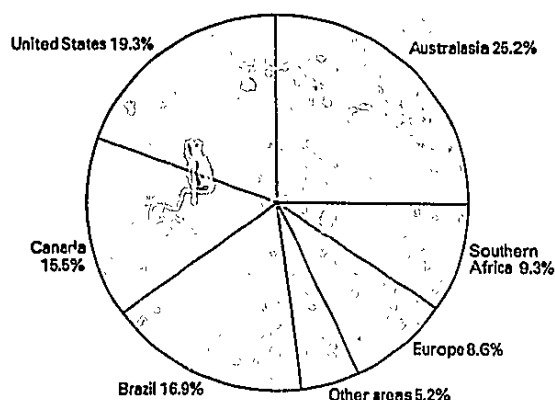 United States 19.3%
Australasia 25.2%
Canada
15.5%
Southern
Africa 9.3%
Europe 8.6%
Brazil 16.9%
Other areas 5.2%